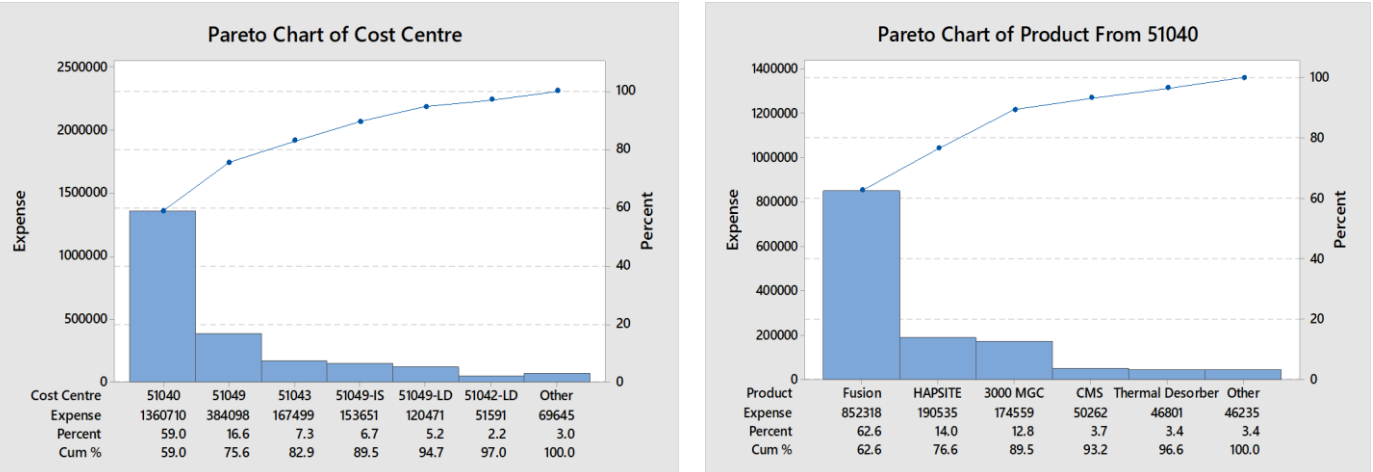 Pareto Chart of Cost Centre
2500000
2000000
1500000
1000000
500000
0
Expense
100
80
60
40
20
0
Percent
Cost Centre 51040 51049 51043 51049-IS 51049-LD 51042-LD Other
Expense 1360710 384098 167499 153651 120471 51591 69645
Percent 59.0 16.6 7.3 6.7 5.2 2.2 3.0
Cum % 59.0 75.6 82.9 89.5 94.7 97.0 100.0
Pareto Chart of Product From 51040
1400000
1200000
1000000
800000
600000
400000
200000
0
Expense
100
80
60
40
20
0
Percent
Product Fusion HAPSITE 3000 MGC CMS Thermal Desorber Other
Expense 852318 190535 174559 50262 46801 46235
Percent 62.6 14.0 12.8 3.7 3.4 3.4
Cum % 62.6 76.6 89.5 93.2 96.6 100.0